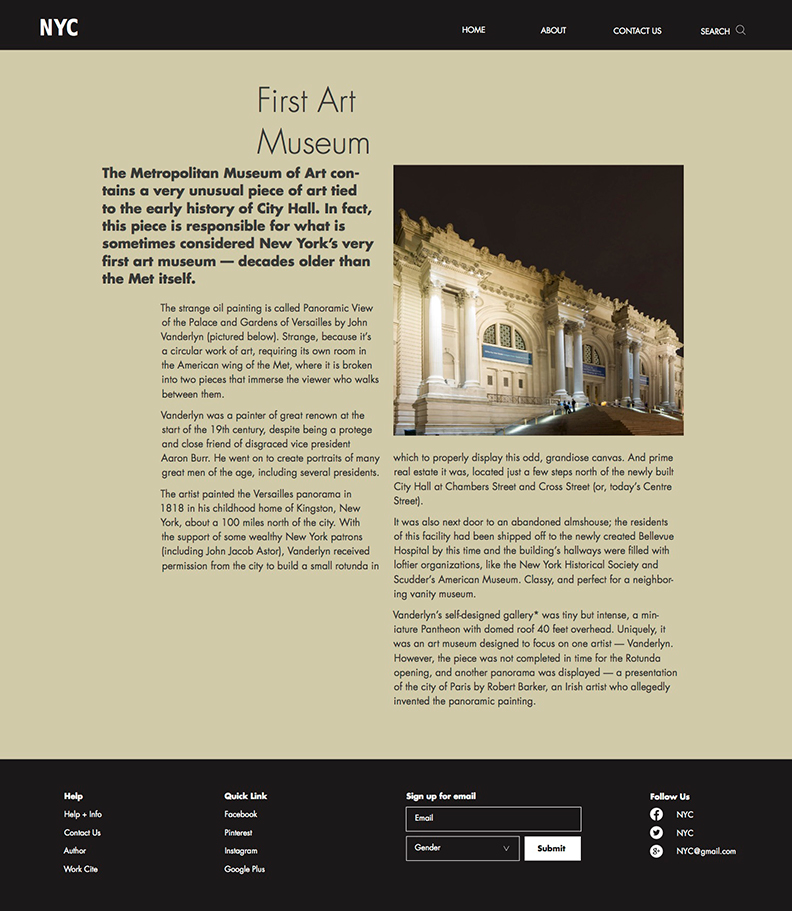 NYC
HOME
ABOUT
CONTACT US
SEARCH
First Art
Museum
The Metropolitan Museum of Art con-
tains a very unusual piece of art tied
to the early history of City Hall. In fact,
this piece is responsible for what is
sometimes considered New York's very
first art museum — decades older than
the Met itself.
The strange oil painting is called Panoramic View
of the Palace and Gardens of Versailles by John
Vanderlyn (pictured below). Strange, because it's
a circular work of art, requiring its own room in
the American wing of the Met, where it is broken
into two pieces that immerse the viewer who walks
between them.
Vanderlyn was a painter of great renown at the
start of the 19th century, despite being a protege
and close friend of disgraced vice president
Aaron Burr. He went on to create portraits of many
great men of the age, including several presidents.
The artist painted the Versailles panorama in
1818 in his childhood home of Kingston, New
York, about a 100 miles north of the city. With
the support of some wealthy New York patrons
(including John Jacob Astor), Vanderlyn received
permission from the city to build a small rotunda in
which to properly display this odd, grandiose canvas. And prime
real estate it was, located just a few steps north of the newly built
City Hall at Chambers Street and Cross Street (or, today's Centre
Street).
It was also next door to an abandoned almshouse; the residents
of this facility had been shipped off to the newly created Bellevue
Hospital by this time and the building's hallways were filled with
loftier organizations, like the New York Historical Society and
Scudder's American Museum. Classy, and perfect for a neighbor-
ing vanity museum.
Vanderlyn's self-designed gallery* was tiny but intense, a min-
iature Pantheon with domed roof 40 feet overhead. Uniquely, it
was an art museum designed to focus on one artist — Vanderlyn.
However, the piece was not completed in time for the Rotunda
opening, and another panorama was displayed — a presentation
of the city of Paris by Robert Barker, an Irish artist who allegedly
invented the panoramic painting.
Help
Help + Info
Contact Us
Author
Work Cite
Quick Link
Facebook
Pinterest
Instagram
Google Plus
Sign up for email
Email
Gender
Submit
Follow Us
NYC
NYC
NYC@gmail.com